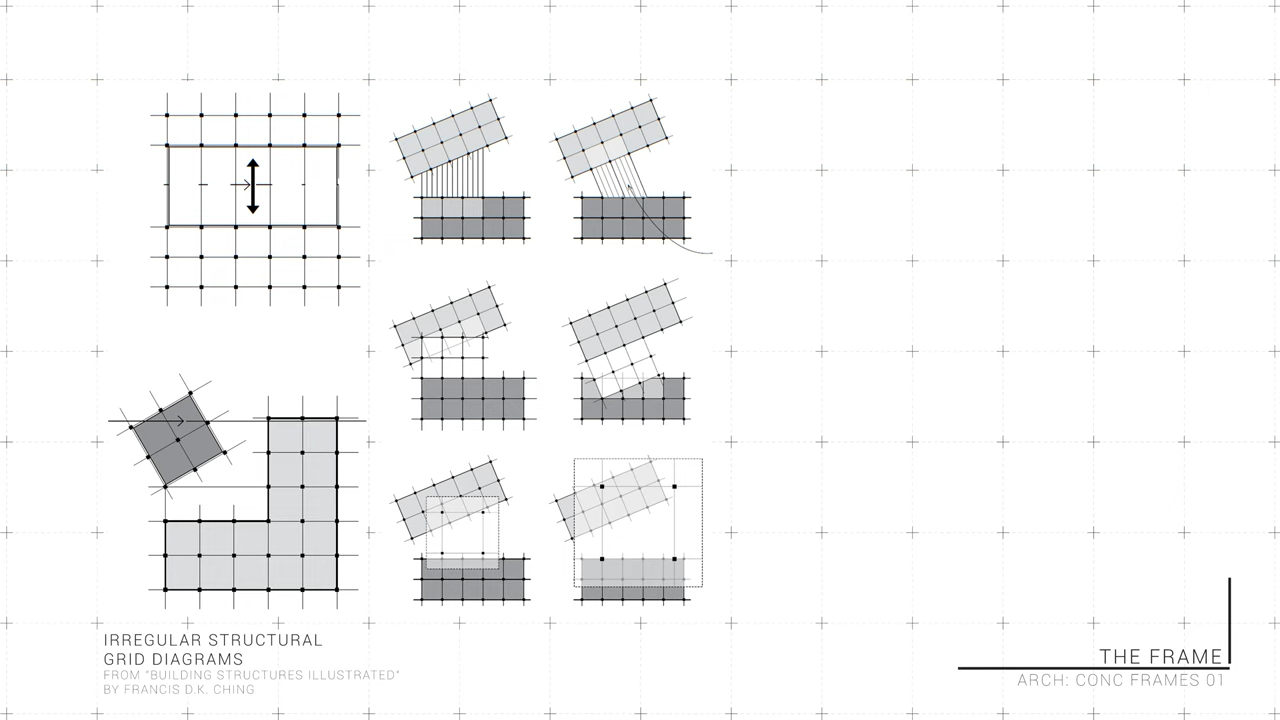 IRREGULAR STRUCTURAL
GRID DIAGRAMS
FROM "BUILDING STRUCTURES ILLUSTRATED"
BY FRANCIS D.K. CHING
THE FRAME
ARCH: CONC FRAMES 01